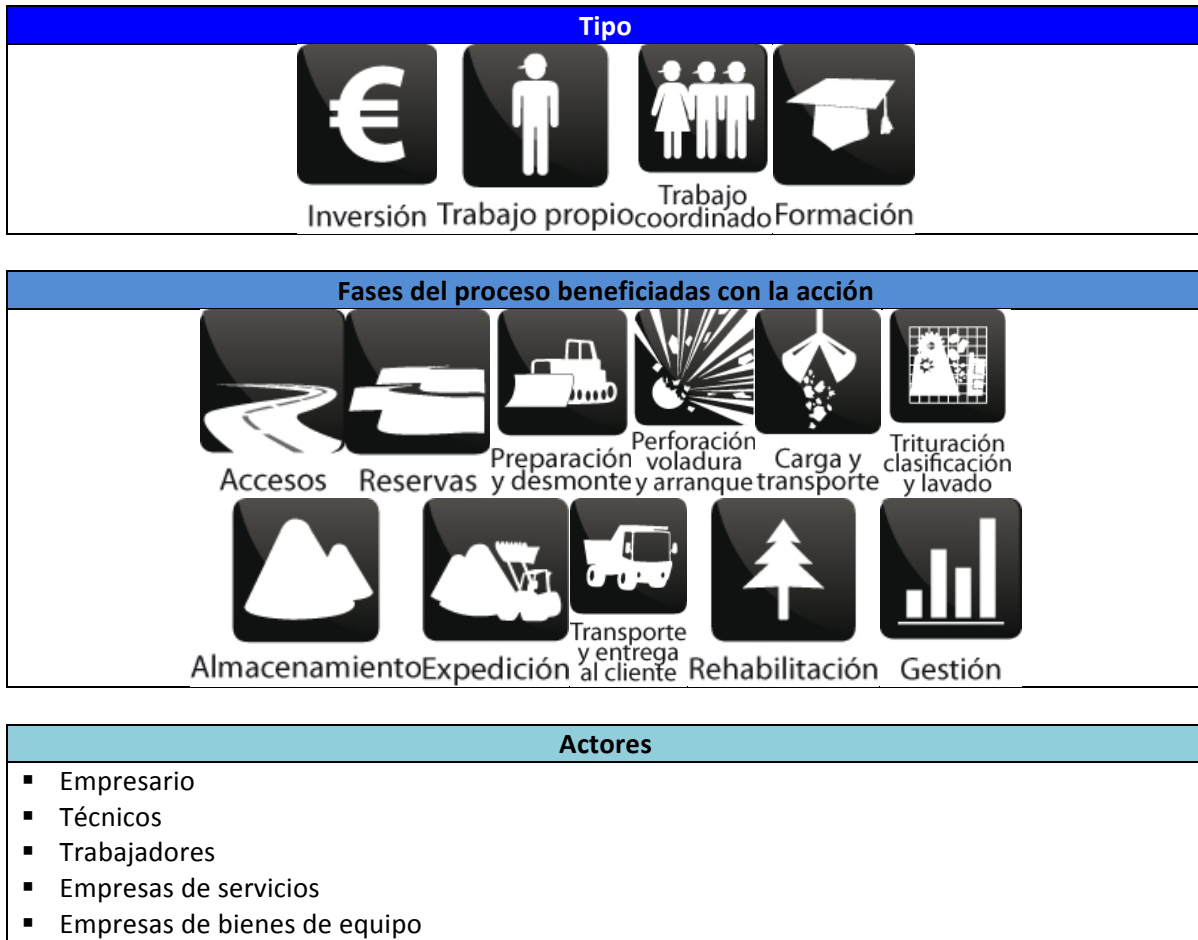 Tipo
€
Inversión Trabajo propio Trabajo coordinado Formación
Fases del proceso beneficiadas con la acción
Accesos Reservas Preparación y desmonte Perforación voladura y arranque Carga y transporte Trituración clasificación y lavado
Almacenamiento Expedición Transporte y entrega al cliente Rehabilitación Gestión
Actores
▪ Empresario
▪ Técnicos
▪ Trabajadores
▪ Empresas de servicios
▪ Empresas de bienes de equipo